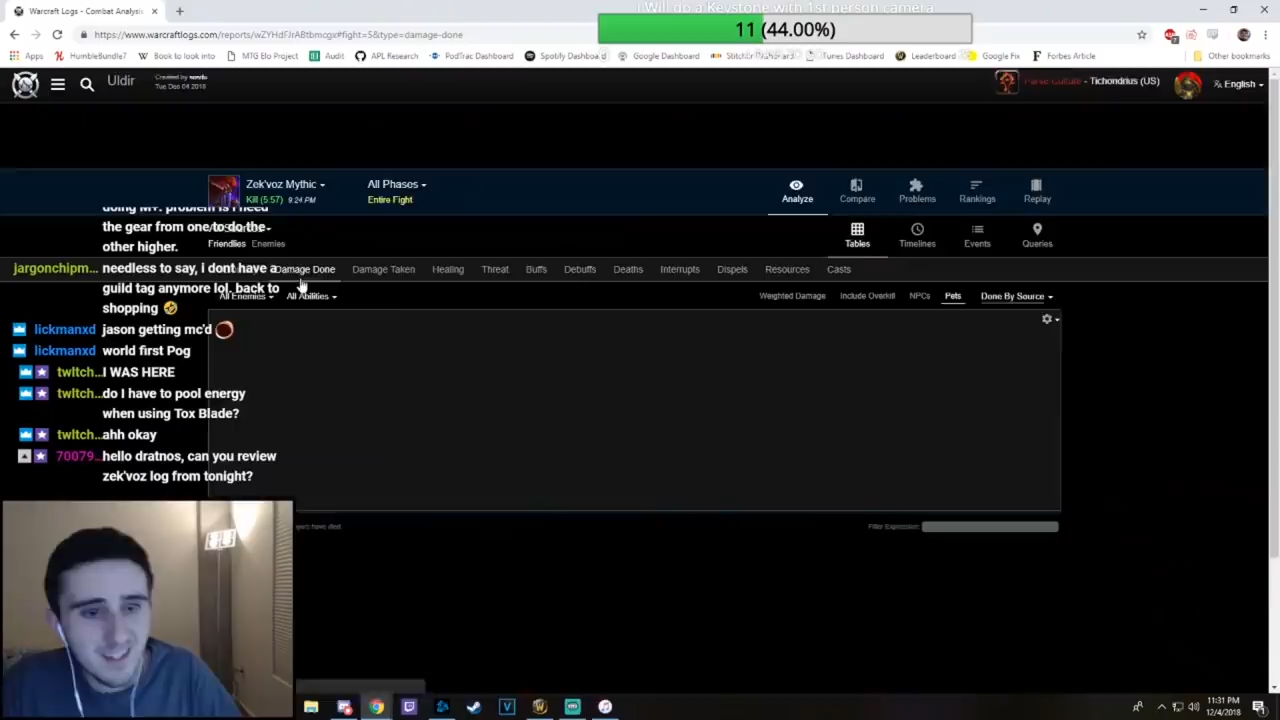 Warcraft Logs - Combat Analysis
I Will do a Keystone with 1st person camera
11 (44.00%)
https://www.warcraftlogs.com/reports/wZYHdFJrABtbmcgx#fight=5&type=damage-done
Apps HumbleBundle7 Book to look into MTG Elo Project Audit API Research PodTrac Dashboard Spotify Dashboard Google Dashboard iTunes Dashboard Leaderboard Google Fix Forbes Article Other bookmarks
Uldir
Created by
Tue Dec 04 2018
- Tichondrius (US)
English
Zek'voz Mythic
Kill (5:57) 9:24 PM
All Phases
Entire Fight
Analyze Compare Problems Rankings Replay
Friendlies Enemies
Tables Timelines Events Queries
Damage Done Damage Taken Healing Threat Buffs Debuffs Deaths Interrupts Dispels Resources Casts
All Enemies All Abilities
Weighted Damage Include Overkill NPCs Pets Done By Source
doing M+. problem is i need
the gear from one to do the
other higher.
jargonchipm... needless to say, i dont have a
guild tag anymore lol. back to
shopping
lickmanxd jason getting mc'd
lickmanxd world first Pog
twitch... I WAS HERE
twitch... do I have to pool energy
when using Tox Blade?
twitch... ahh okay
70079... hello dratnos, can you review
zek'voz log from tonight?
have died
Filter Expression:
11:31 PM
12/4/2018